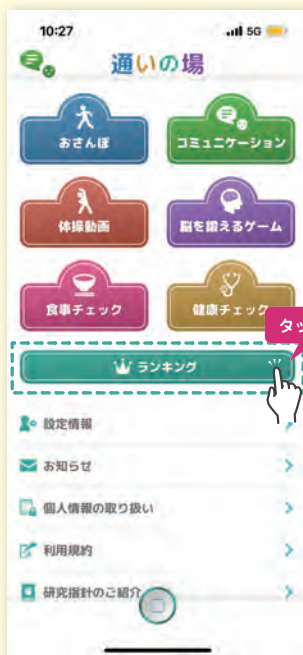 10:27
5G
通いの場
おさんぽ
コミュニケーション
体操動画
脳を鍛えるゲーム
食事チェック
健康チェック
タッ
ランキング
設定情報
お知らせ
個人情報の取り扱い
利用規約
研究指針のご紹介